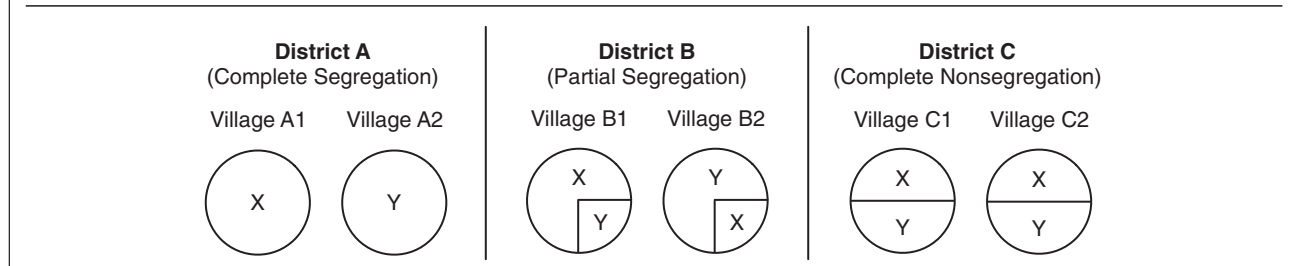 District A
(Complete Segregation)
Village A1 Village A2
X Y
District B
(Partial Segregation)
Village B1 Village B2
X
Y
Y
X
District C
(Complete Nonsegregation)
Village C1 Village C2
X
Y
X
Y